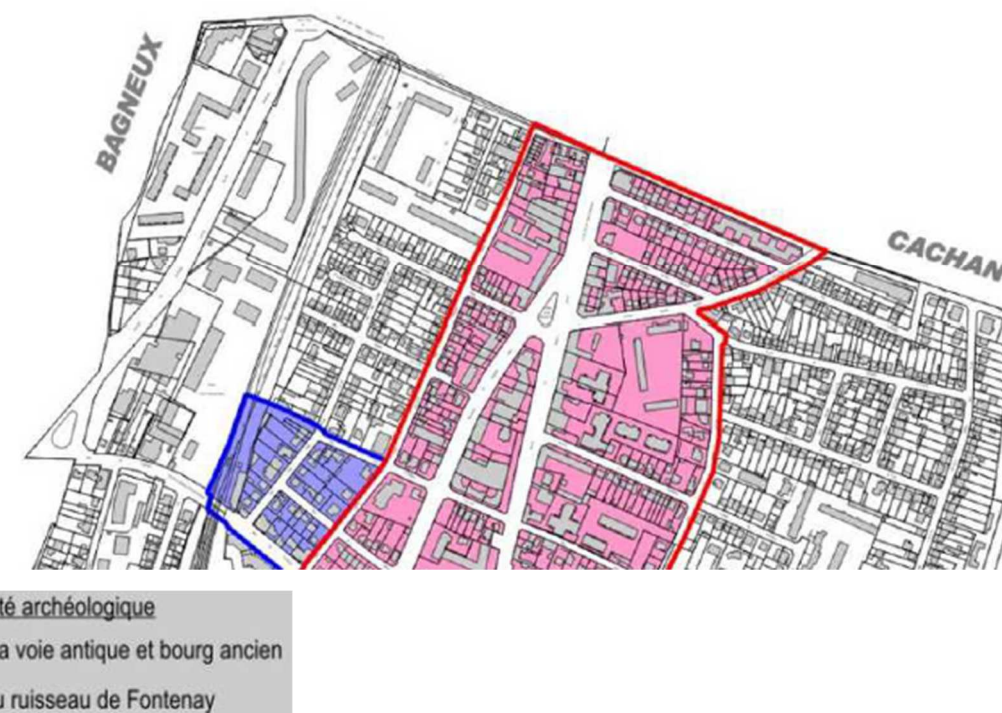 BAGNEUX
CACHAN
té archéologique
a voie antique et bourg ancien
u ruisseau de Fontenay